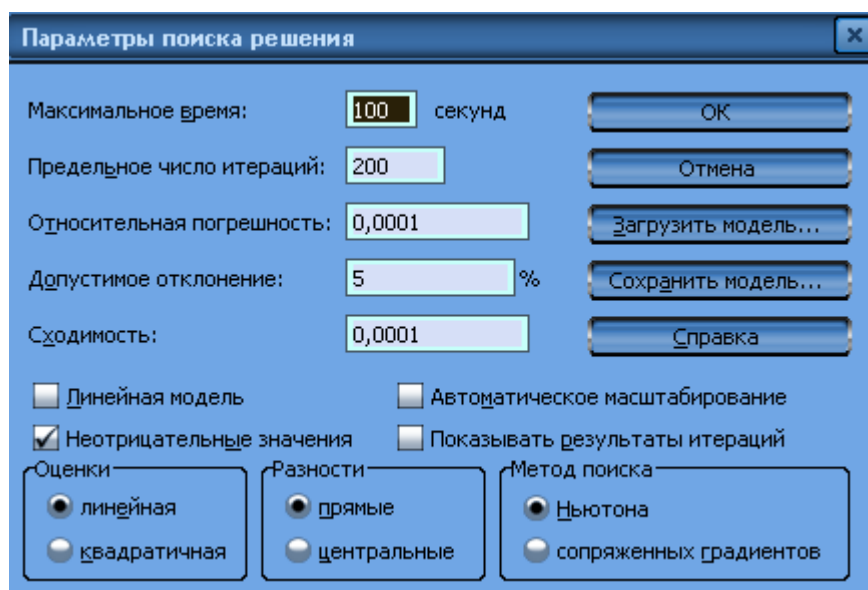 Параметры поиска решения
Максимальное время: 100 секунд OK
Предельное число итераций: 200 Отмена
Относительная погрешность: 0,0001 Загрузить модель...
Допустимое отклонение: 5 % Сохранить модель...
Сходимость: 0,0001 Справка
Линейная модель Автоматическое масштабирование
Неотрицательные значения Показывать результаты итераций
Оценки Разности Метод поиска
линейная прямые Ньютона
квадратичная центральные сопряженных градиентов